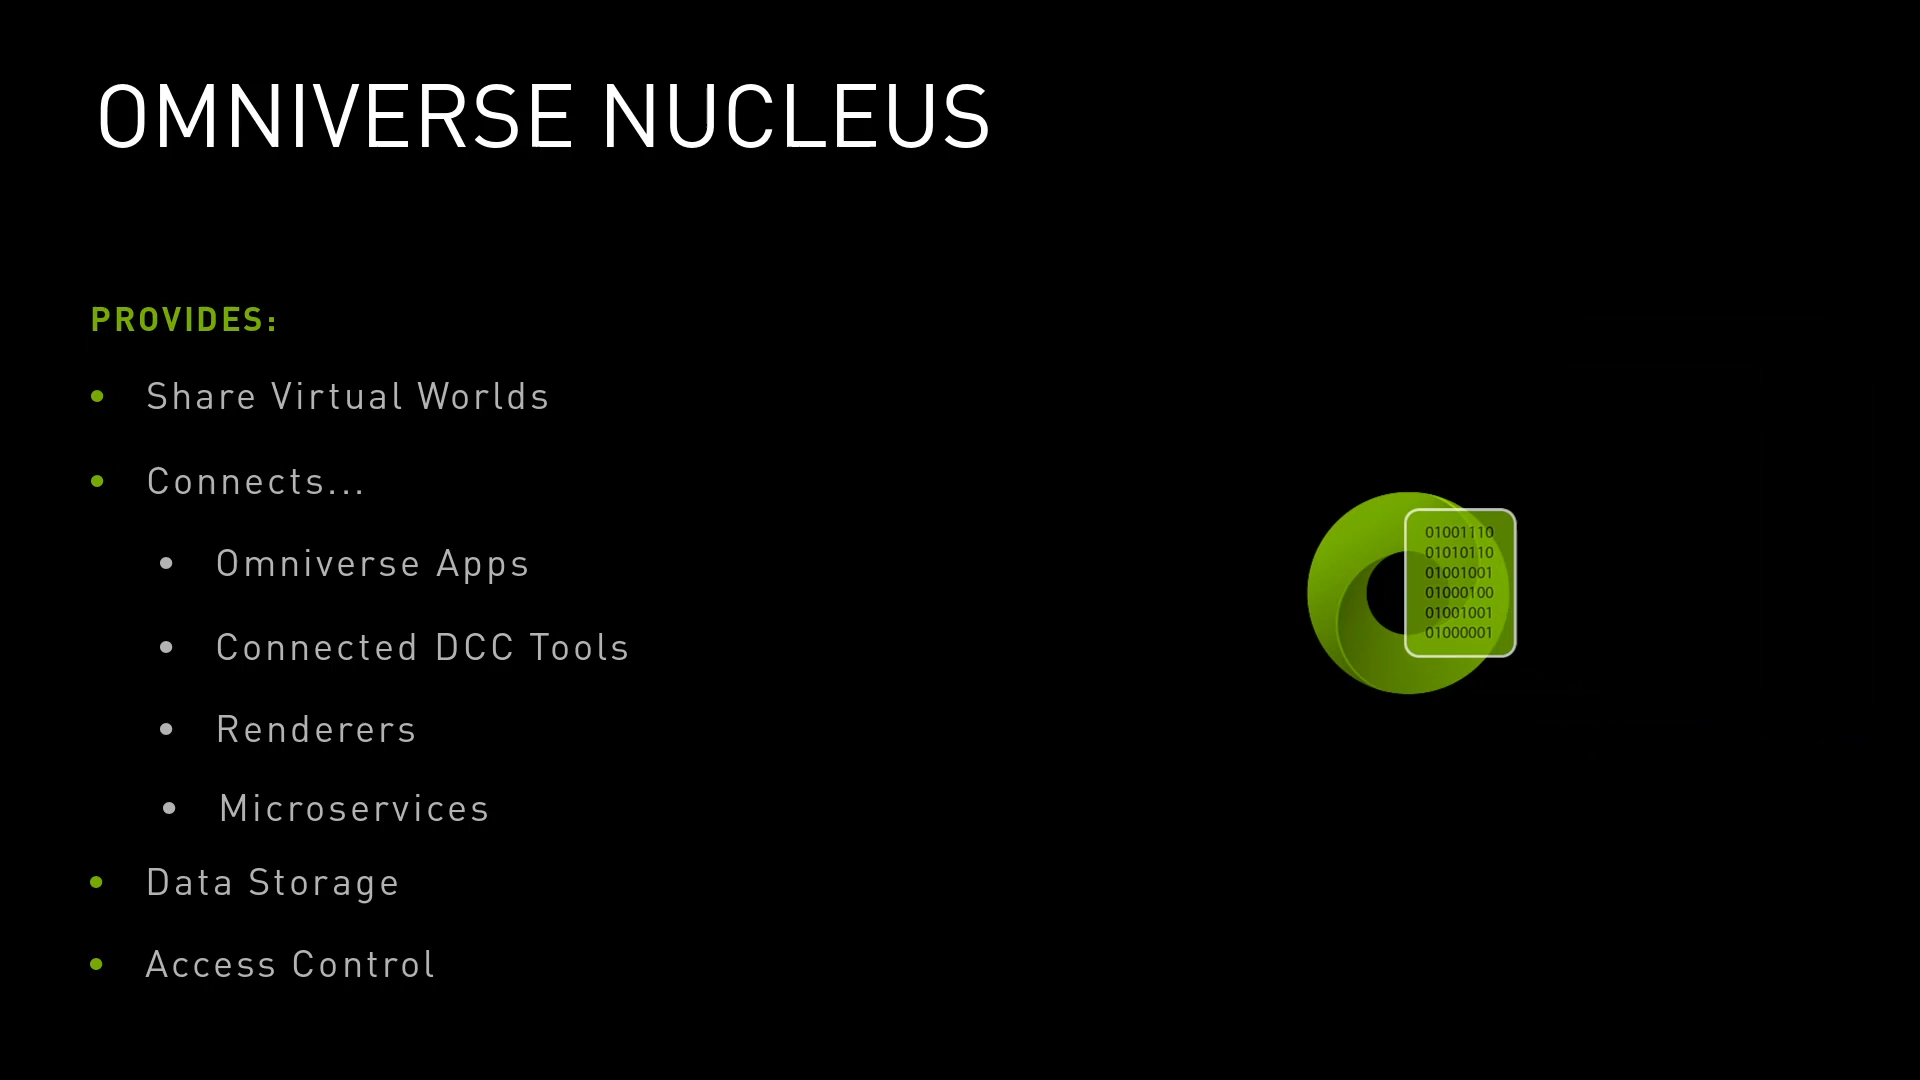 OMNIVERSE NUCLEUS
PROVIDES:
• Share Virtual Worlds
• Connects...
• Omniverse Apps
• Connected DCC Tools
• Renderers
• Microservices
• Data Storage
• Access Control
01001110
01010110
01001001
01000100
01001001
01000001